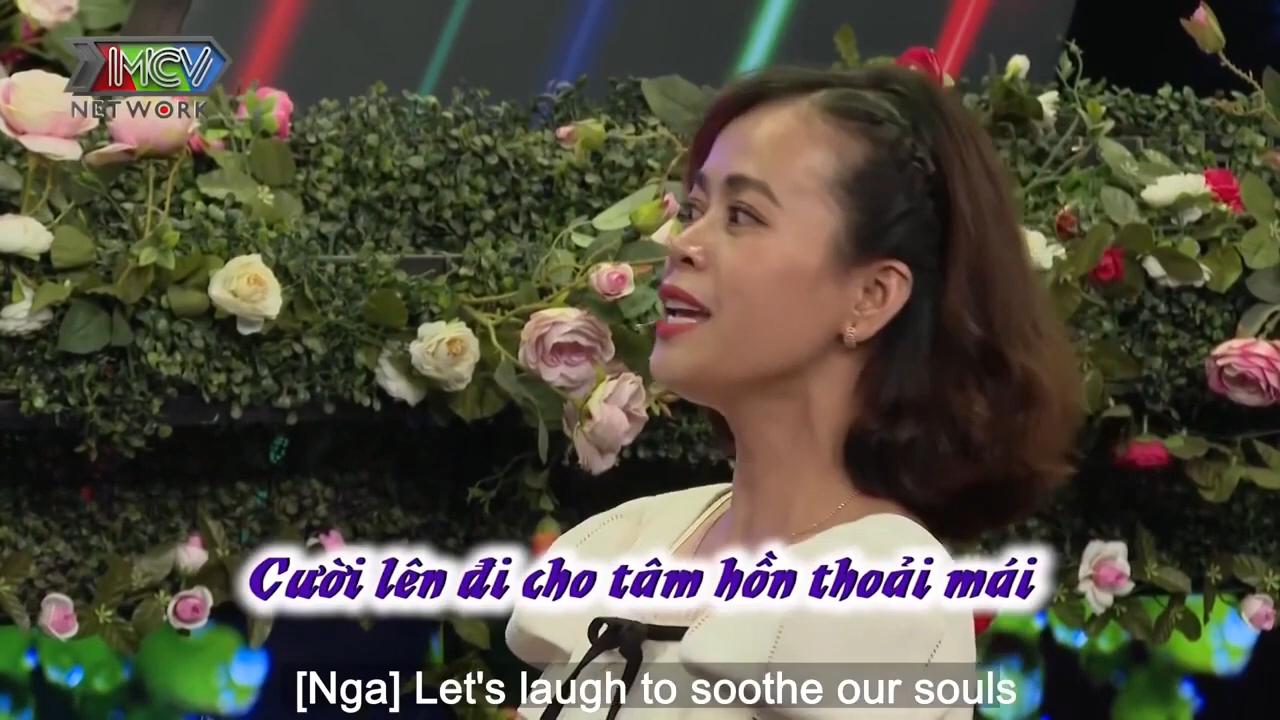 MCV
NETWORK
Cười lên đi cho tâm hồn thoải mái
[Nga] Let's laugh to soothe our souls